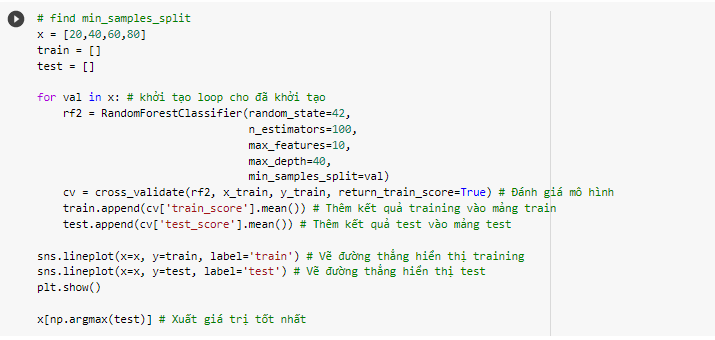 # find min_samples_split
x = [20,40,60,80]
train = []
test = []
for val in x: # khởi tạo loop cho đã khởi tạo
rf2 = RandomForestClassifier(random_state=42,
n_estimators=100,
max_features=10,
max_depth=40,
min_samples_split=val)
cv = cross_validate(rf2, x_train, y_train, return_train_score=True) # Đánh giá mô hình
train.append(cv['train_score'].mean()) # Thêm kết quả training vào mảng train
test.append(cv['test_score'].mean()) # Thêm kết quả test vào mảng test
sns.lineplot(x=x, y=train, label='train') # Vẽ đường thẳng hiển thị training
sns.lineplot(x=x, y=test, label='test') # Vẽ đường thẳng hiển thị test
plt.show()
x[np.argmax(test)] # Xuất giá trị tốt nhất